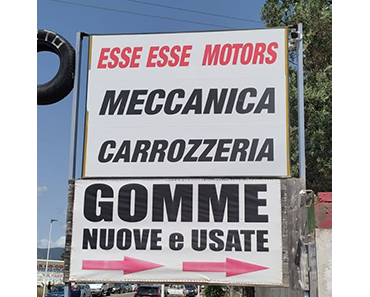 ESSE ESSE MOTORS
MECCANICA
CARROZZERIA
GOMME
NUOVE e USATE